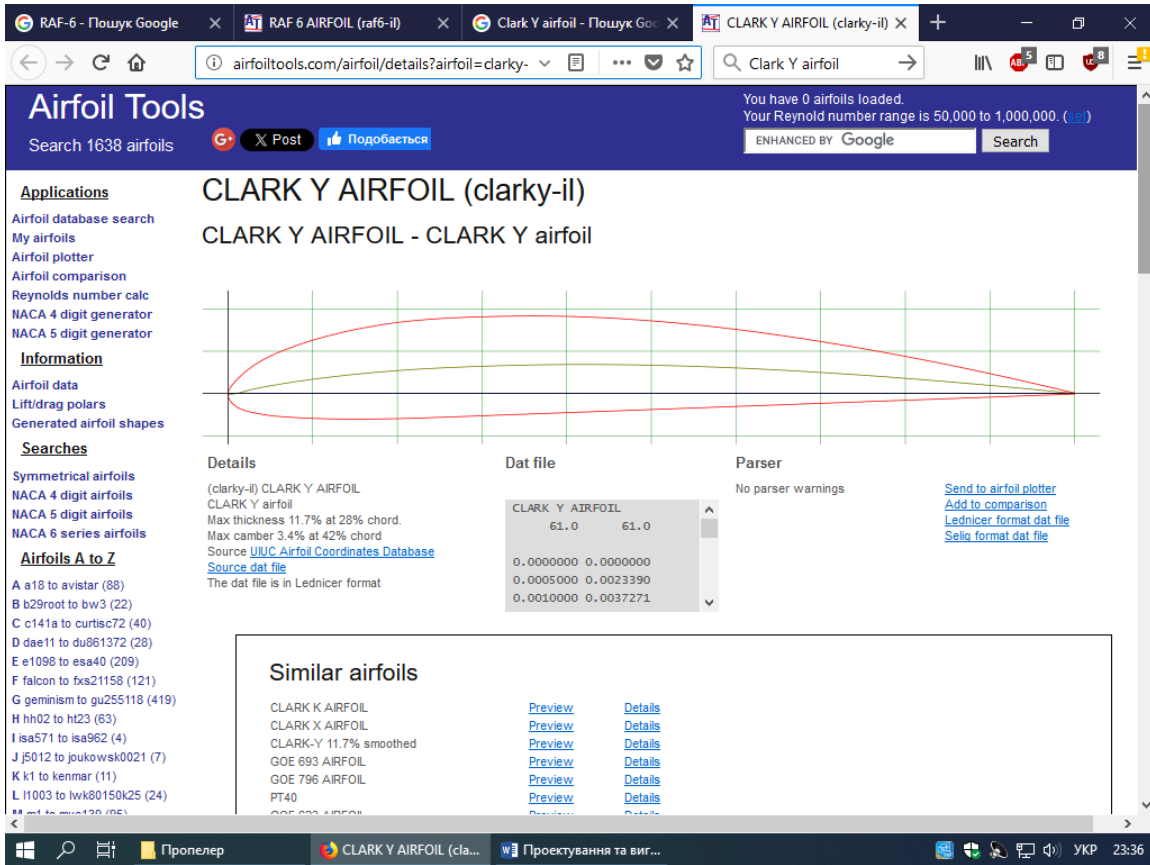 RAF-6 - Пошук Google
RAF 6 AIRFOIL (raf6-il)
Clark Y airfoil - Пошук Goo
CLARK Y AIRFOIL (clarky-il)
airfoiltools.com/airfoil/details?airfoil=clarky-
Clark Y airfoil
5
8
Airfoil Tools
Search 1638 airfoils
G+
X Post
Подобається
You have 0 airfoils loaded.
Your Reynold number range is 50,000 to 1,000,000. (set)
ENHANCED BY Google
Search
Applications
Airfoil database search
My airfoils
Airfoil plotter
Airfoil comparison
Reynolds number calc
NACA 4 digit generator
NACA 5 digit generator
Information
Airfoil data
Lift/drag polars
Generated airfoil shapes
Searches
Symmetrical airfoils
NACA 4 digit airfoils
NACA 5 digit airfoils
NACA 6 series airfoils
Airfoils A to Z
A a18 to avistar (88)
B b29root to bw3 (22)
C c141a to curtisc72 (40)
D dae11 to du861372 (28)
E e1098 to esa40 (209)
F falcon to fxs21158 (121)
G geminism to gu255118 (419)
H hh02 to ht23 (63)
I isa571 to isa962 (4)
J j5012 to joukowsk0021 (7)
K k1 to kenmar (11)
L l1003 to lwk80150k25 (24)
CLARK Y AIRFOIL (clarky-il)
CLARK Y AIRFOIL - CLARK Y airfoil
Details
(clarky-il) CLARK Y AIRFOIL
CLARK Y airfoil
Max thickness 11.7% at 28% chord.
Max camber 3.4% at 42% chord
Source UIUC Airfoil Coordinates Database
Source dat file
The dat file is in Lednicer format
Dat file
CLARK Y AIRFOIL
61.0 61.0
0.0000000 0.0000000
0.0005000 0.0023390
0.0010000 0.0037271
Parser
No parser warnings
Send to airfoil plotter
Add to comparison
Lednicer format dat file
Selig format dat file
Similar airfoils
CLARK K AIRFOIL Preview Details
CLARK X AIRFOIL Preview Details
CLARK-Y 11.7% smoothed Preview Details
GOE 693 AIRFOIL Preview Details
GOE 796 AIRFOIL Preview Details
PT40 Preview Details
Пропелер
CLARK Y AIRFOIL (cla...
Проектування та виг...
УКР
23:36